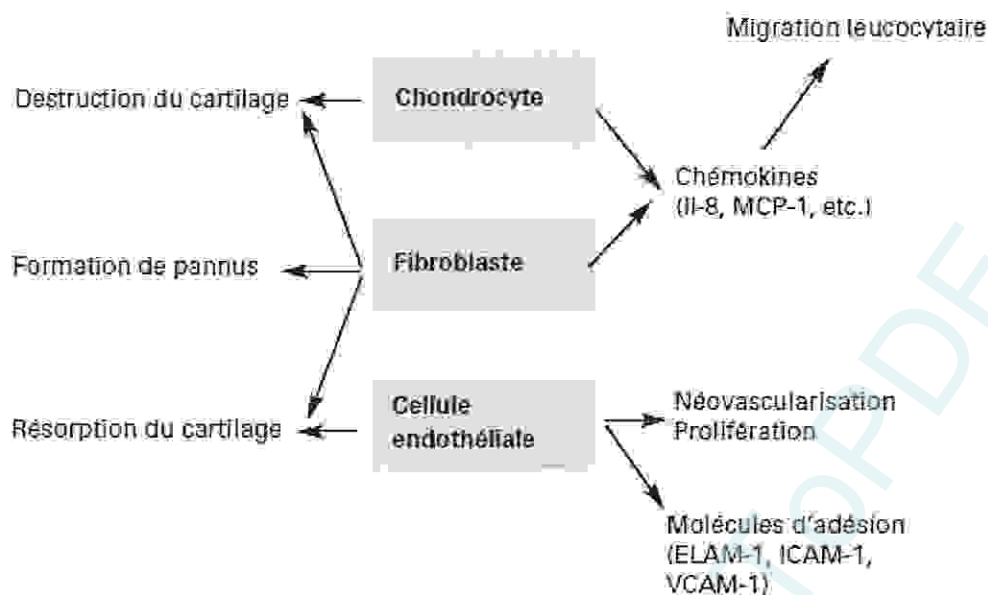 Migration leucocytaire
Destruction du cartilage
Chondrocyte
Chémokines
(Il-8, MCP-1, etc.)
Formation de pannus
Fibroblaste
Résorption du cartilage
Cellule
endothéliale
Néovascularisation
Prolifération
Molécules d'adésion
(ELAM-1, ICAM-1,
VCAM-1)
ToPDF